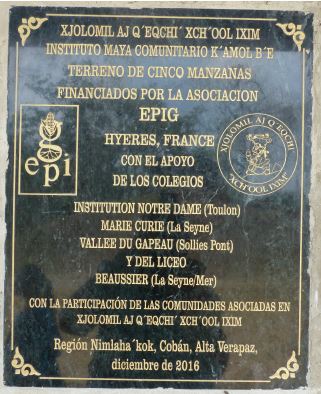 XJOLOMIL AJ Q´EQCHI´ XCH´OOL IXIM
INSTITUTO MAYA COMUNITARIO K´AMOL B´E
TERRENO DE CINCO MANZANAS
FINANCIADOS POR LA ASOCIACION
EPIG
HYERES, FRANCE
CON EL APOYO
DE LOS COLEGIOS
g
epi
XJOLOMIL AJ Q´EQCHI
XCH´OOL IXIM
INSTITUTION NOTRE DAME (Toulon)
MARIE CURIE (La Seyne)
VALLEE DU GAPEAU (Sollies Pont)
Y DEL LICEO
BEAUSSIER (La Seyne/Mer)
CON LA PARTICIPACIÓN DE LAS COMUNIDADES ASOCIADAS EN
XJOLOMIL AJ Q´EQCHI´ XCH´OOL IXIM
Región Nimlaha´kok, Cobán, Alta Verapaz,
diciembre de 2016